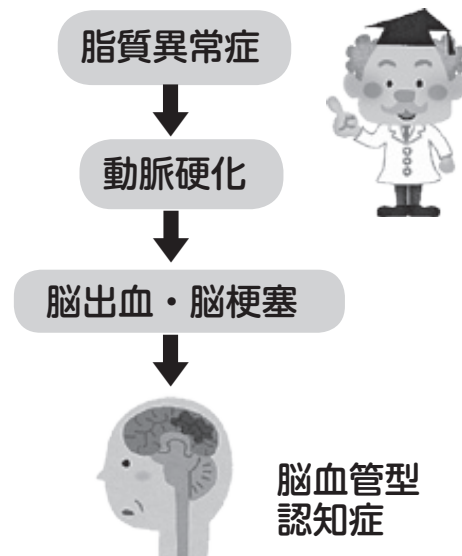 脂質異常症
動脈硬化
脳出血・脳梗塞
脳血管型
認知症